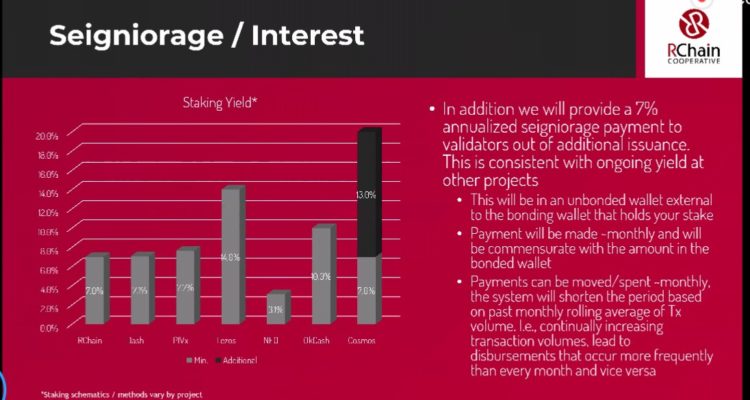 Seigniorage / Interest
RChain
COOPERATIVE
Staking Yield*
20.0%
18.0%
16.0%
14.0%
12.0%
10.0%
8.0%
6.0%
4.0%
2.0%
0.0%
7.0%
7.1%
7.7%
14.0%
3.1%
10.0%
13.0%
7.0%
RChain Dash PIVx Tezos NEO OkCash Cosmos
Min. Additional
*Staking schematics / methods vary by project
• In addition we will provide a 7%
annualized seigniorage payment to
validators out of additional issuance.
This is consistent with ongoing yield at
other projects
• This will be in an unbonded wallet external
to the bonding wallet that holds your stake
• Payment will be made ~monthly and will
be commensurate with the amount in the
bonded wallet
• Payments can be moved/spent ~monthly,
the system will shorten the period based
on past monthly rolling average of Tx
volume. I.e., continually increasing
transaction volumes, lead to
disbursements that occur more frequently
than every month and vice versa